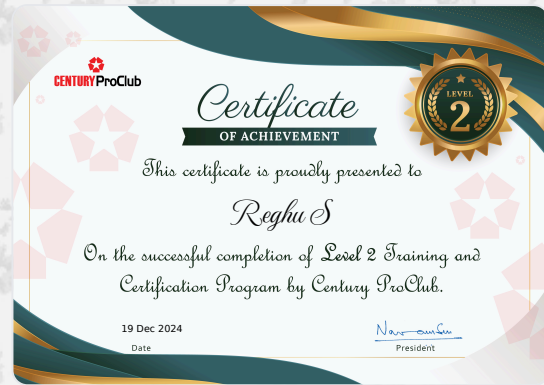 CENTURY ProClub
LEVEL
2
Certificate
OF ACHIEVEMENT
This certificate is proudly presented to
Reghu S
On the successful completion of Level 2 Training and
Certification Program by Century ProClub.
19 Dec 2024
Date
President